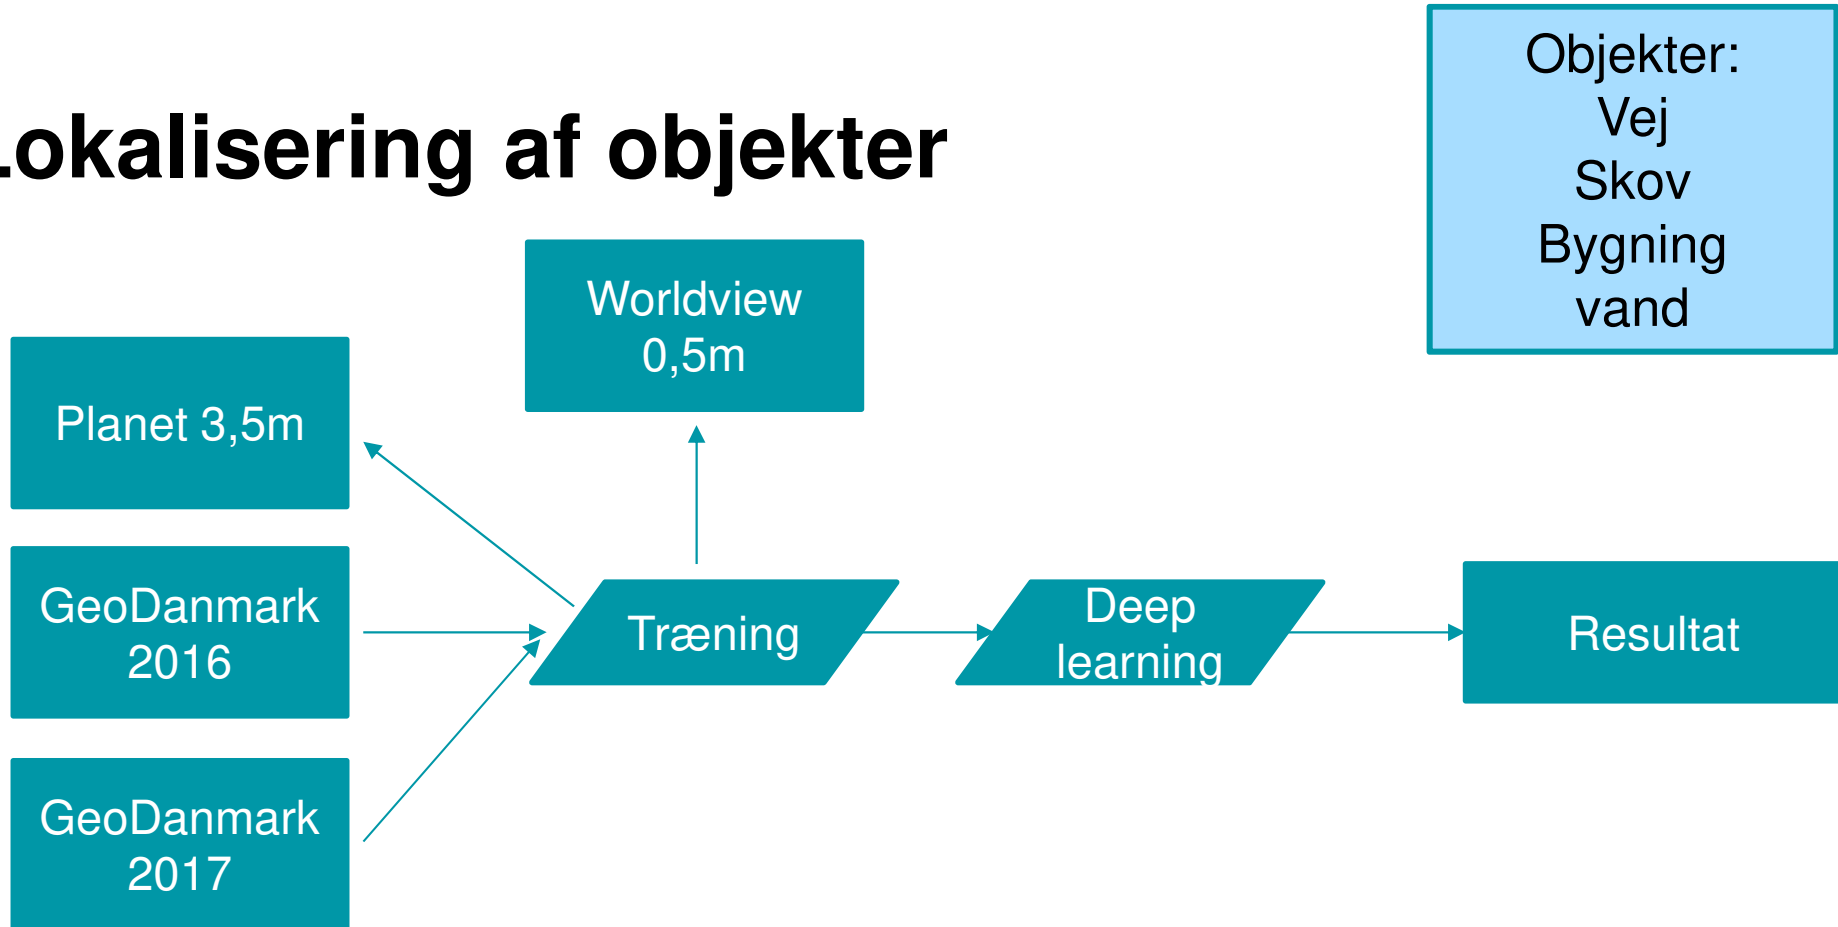 Lokalisering af objekter
Objekter:
Vej
Skov
Bygning
vand
Worldview
0,5m
Planet 3,5m
GeoDanmark
2016
Træning
Deep
learning
Resultat
GeoDanmark
2017